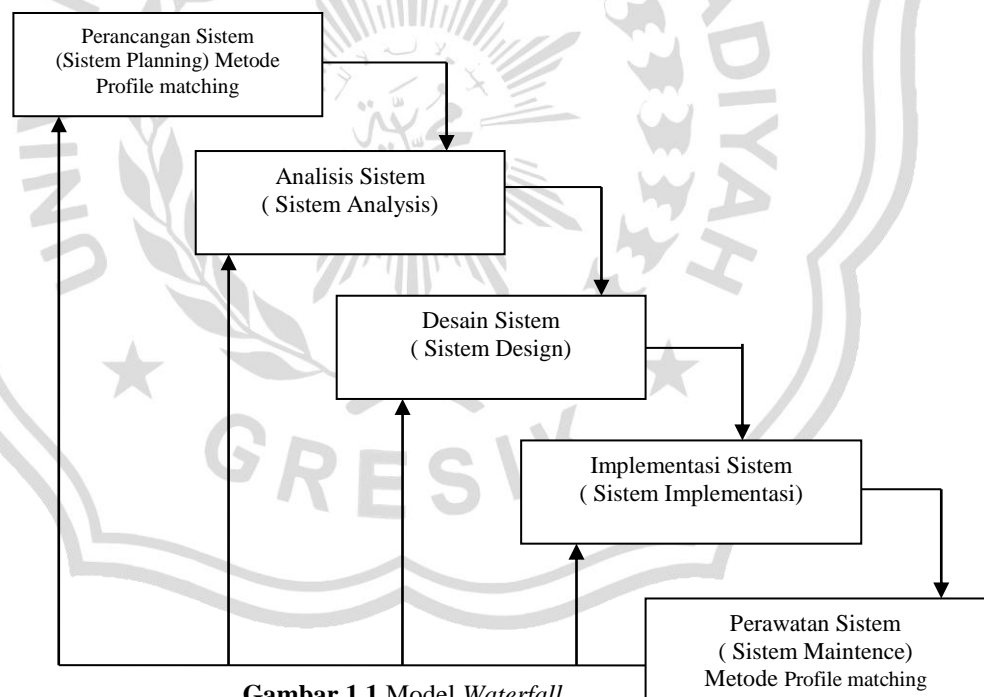 Perancangan Sistem
(Sistem Planning) Metode
Profile matching
Analisis Sistem
( Sistem Analysis)
Desain Sistem
( Sistem Design)
Implementasi Sistem
( Sistem Implementasi)
Perawatan Sistem
( Sistem Maintence)
Metode Profile matching
Gambar 1.1 Model Waterfall
GRESIK